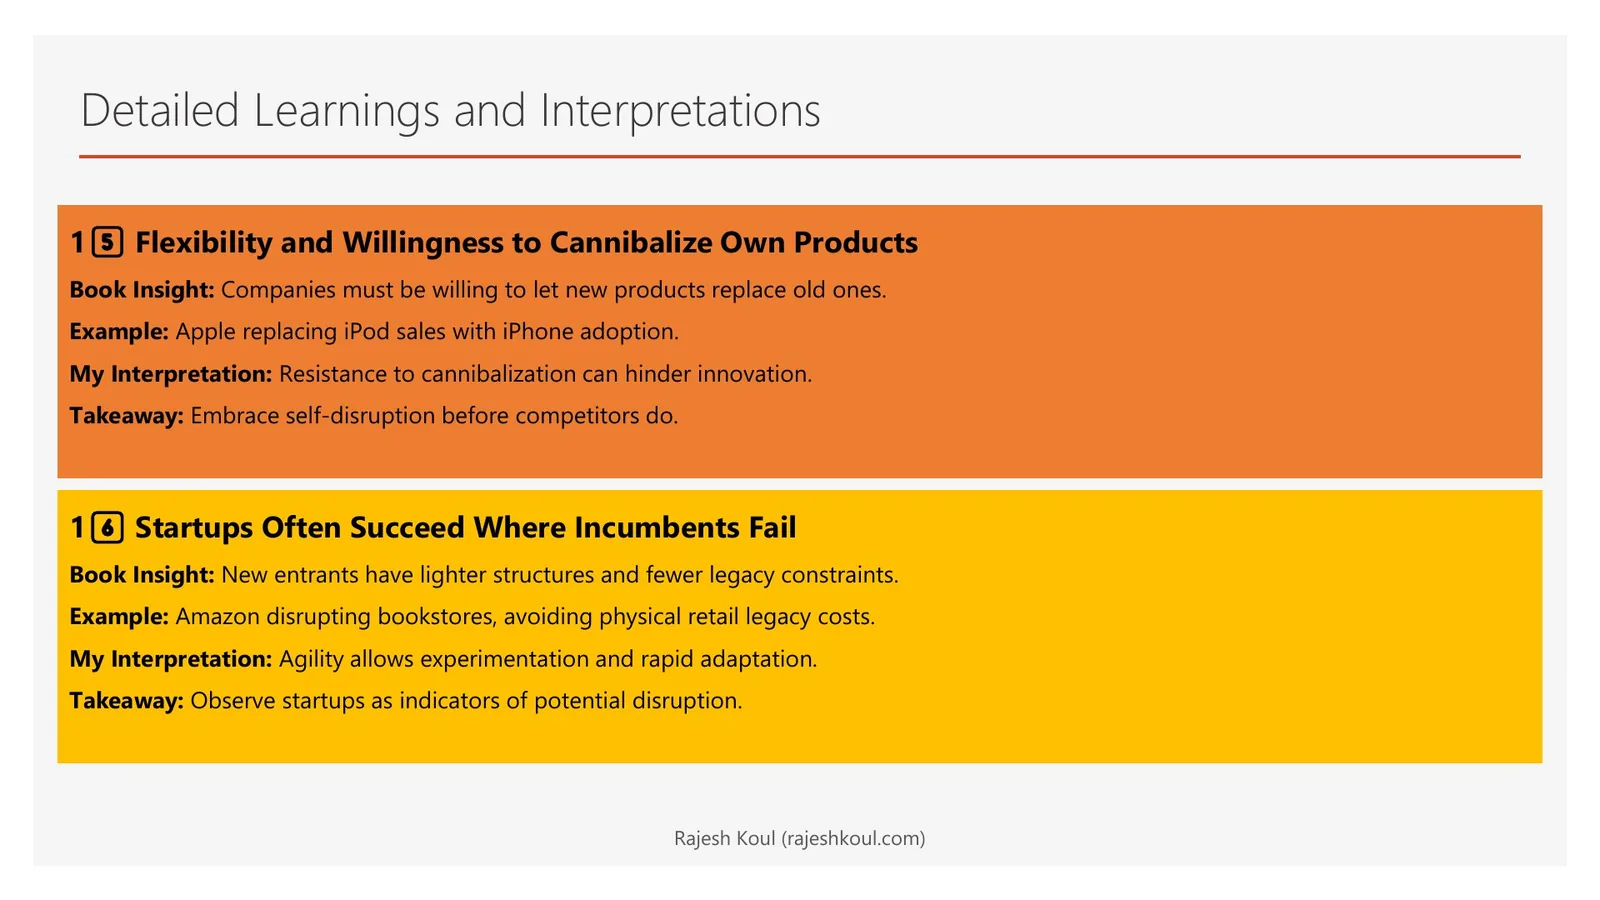 Detailed Learnings and Interpretations
15️⃣ Flexibility and Willingness to Cannibalize Own Products
Book Insight: Companies must be willing to let new products replace old ones.
Example: Apple replacing iPod sales with iPhone adoption.
My Interpretation: Resistance to cannibalization can hinder innovation.
Takeaway: Embrace self-disruption before competitors do.
16️⃣ Startups Often Succeed Where Incumbents Fail
Book Insight: New entrants have lighter structures and fewer legacy constraints.
Example: Amazon disrupting bookstores, avoiding physical retail legacy costs.
My Interpretation: Agility allows experimentation and rapid adaptation.
Takeaway: Observe startups as indicators of potential disruption.
Rajesh Koul (rajeshkoul.com)